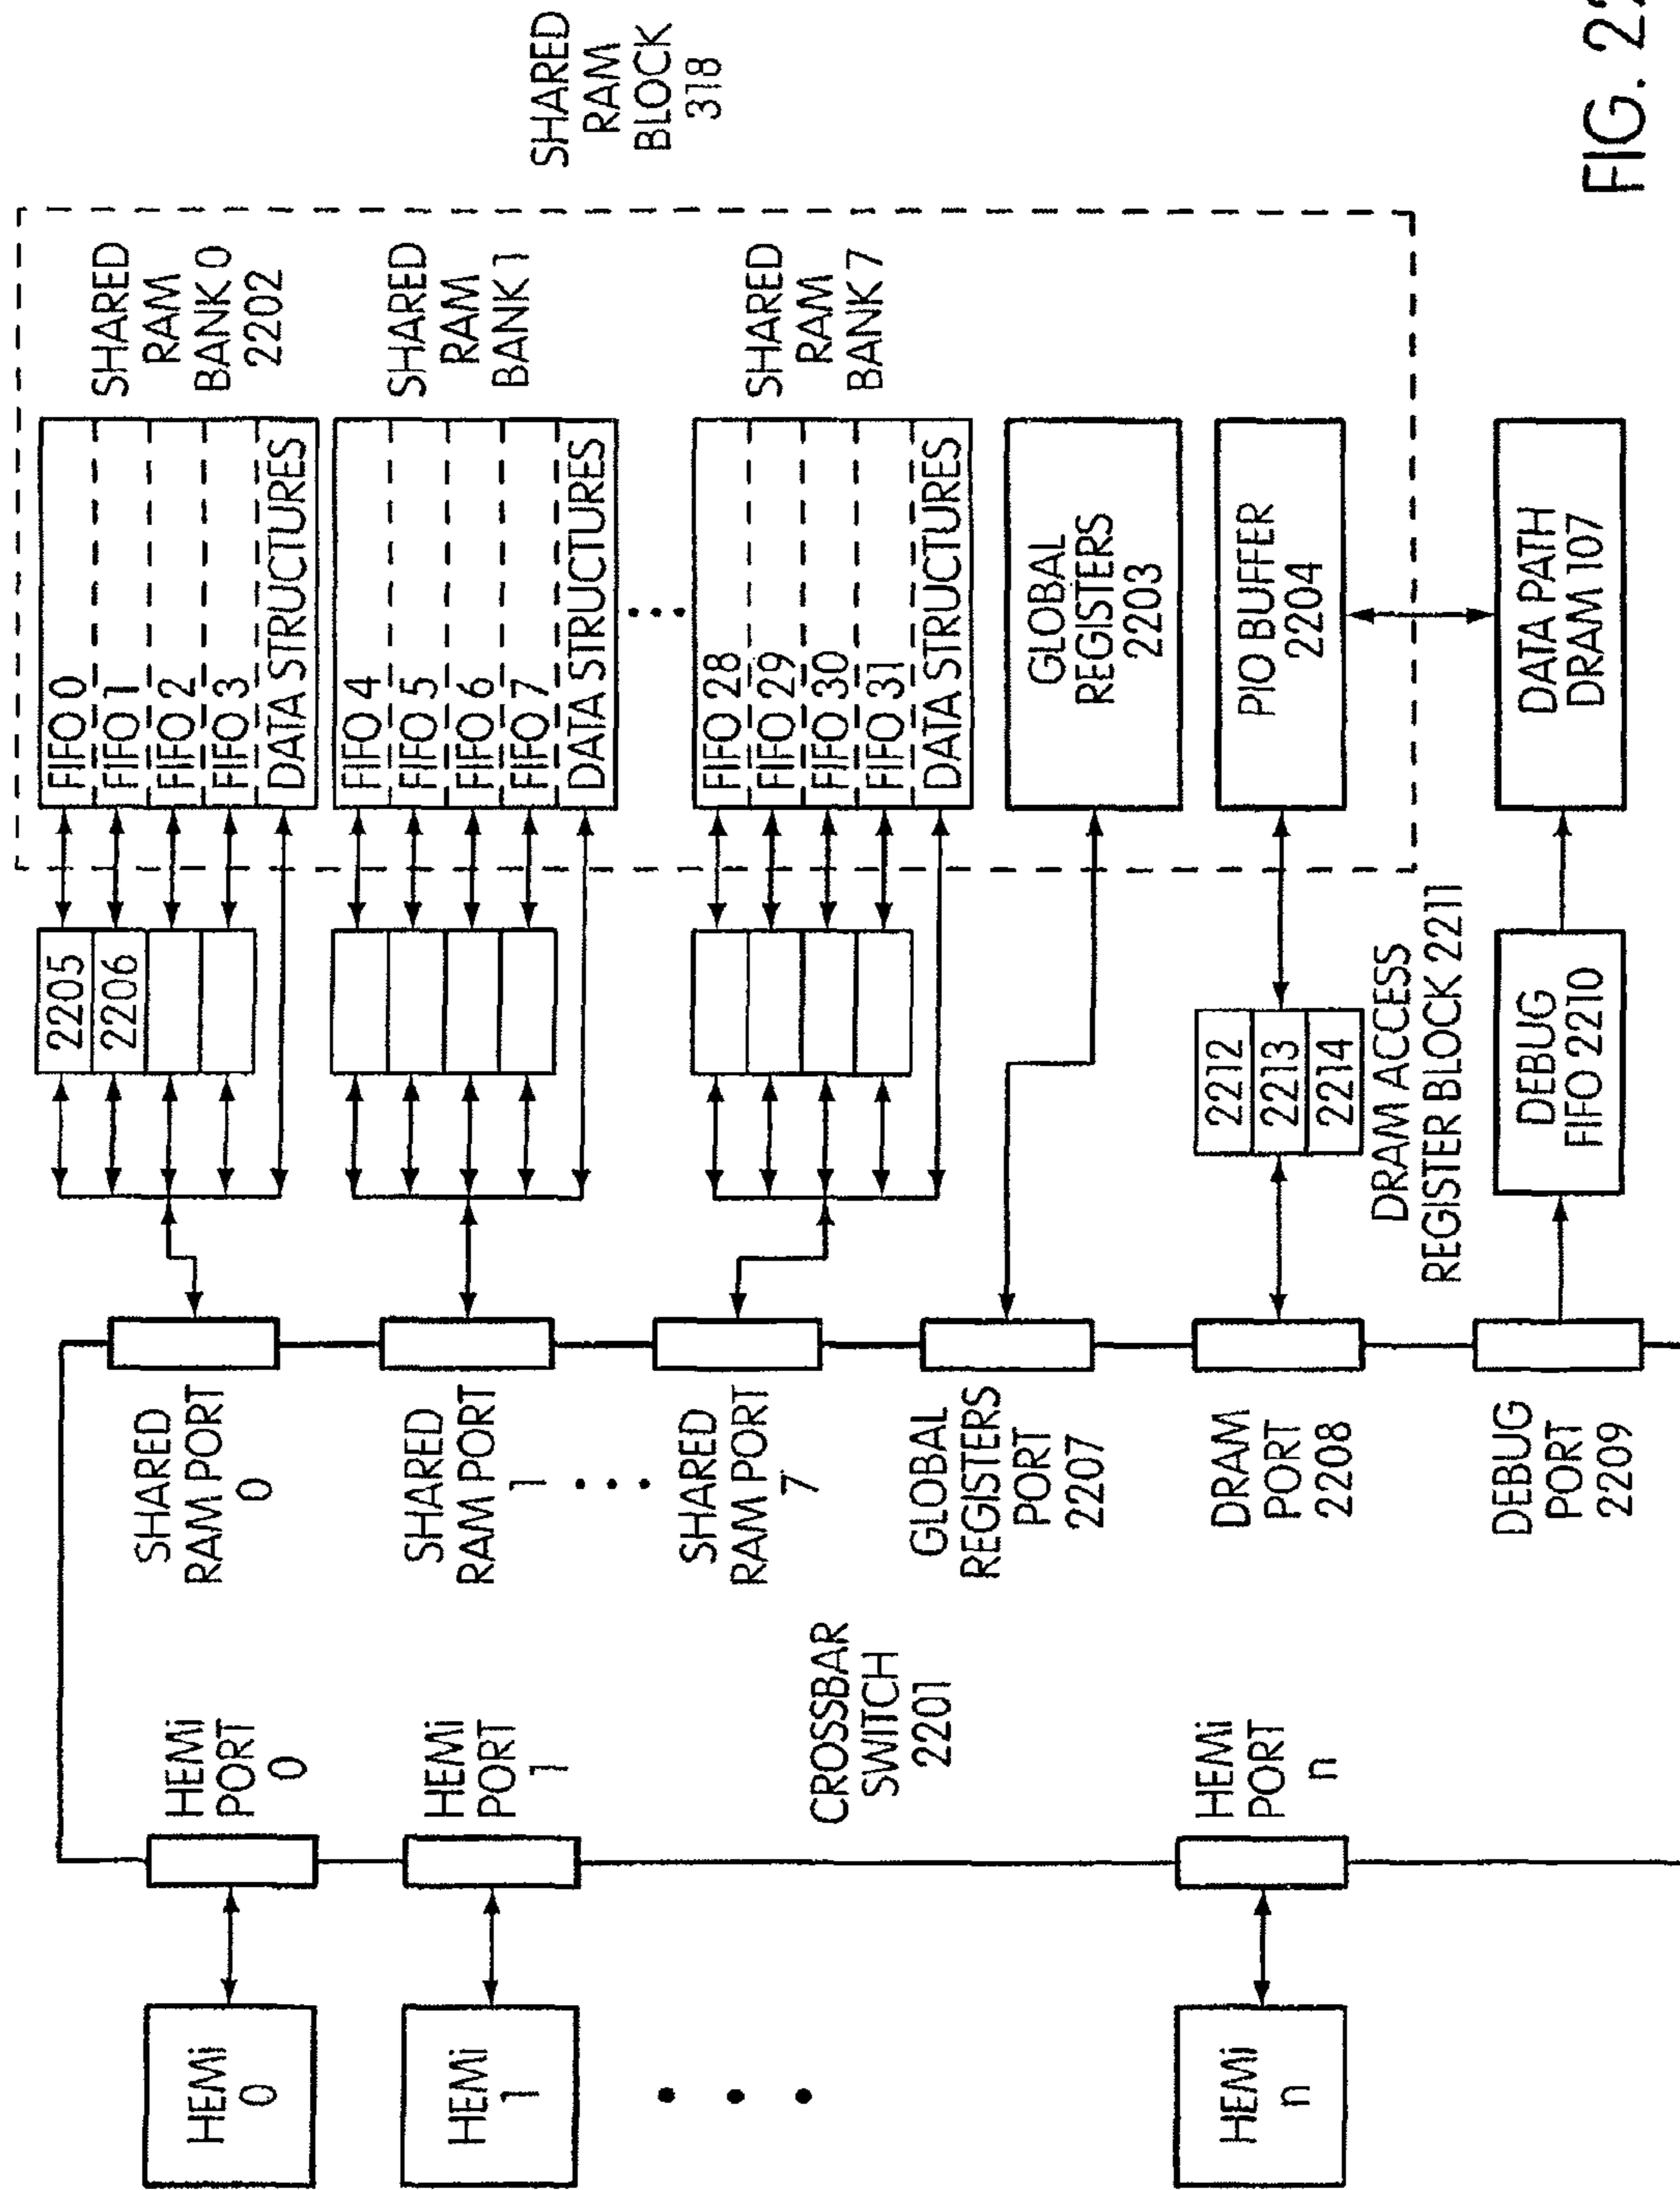 HEMi
0
HEMi
1
HEMi
n
HEMi
PORT
0
HEMi
PORT
1
CROSSBAR
SWITCH
2201
HEMi
PORT
n
SHARED
RAM PORT
0
SHARED
RAM PORT
1
SHARED
RAM PORT
7
GLOBAL
REGISTERS
PORT
2207
DRAM
PORT
2208
DEBUG
PORT
2209
2205
2206
2212
2213
2214
DRAM ACCESS
REGISTER BLOCK 2211
DEBUG
FIFO 2210
FIFO 0
FIFO 1
FIFO 2
FIFO 3
DATA STRUCTURES
FIFO 4
FIFO 5
FIFO 6
FIFO 7
DATA STRUCTURES
FIFO 28
FIFO 29
FIFO 30
FIFO 31
DATA STRUCTURES
GLOBAL
REGISTERS
2203
PIO BUFFER
2204
DATA PATH
DRAM 107
SHARED
RAM
BANK 0
2202
SHARED
RAM
BANK 1
SHARED
RAM
BANK 7
SHARED
RAM
BLOCK
318
FIG. 22